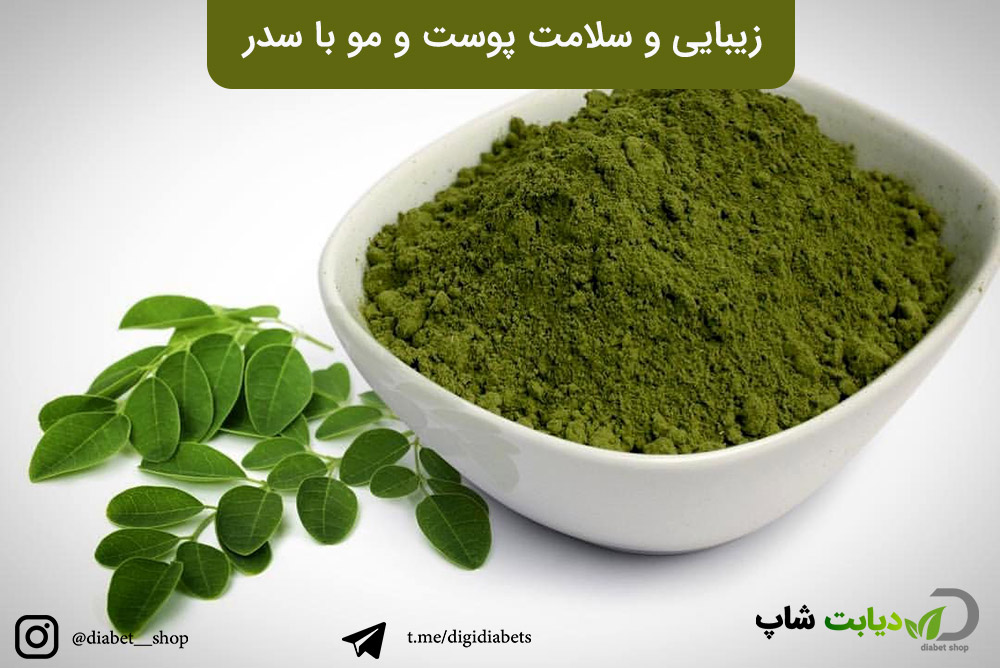 زیبایی و سلامت پوست و مو با سدر
@diabet__shop
t.me/digidiabets
دیابت شاپ
diabet shop